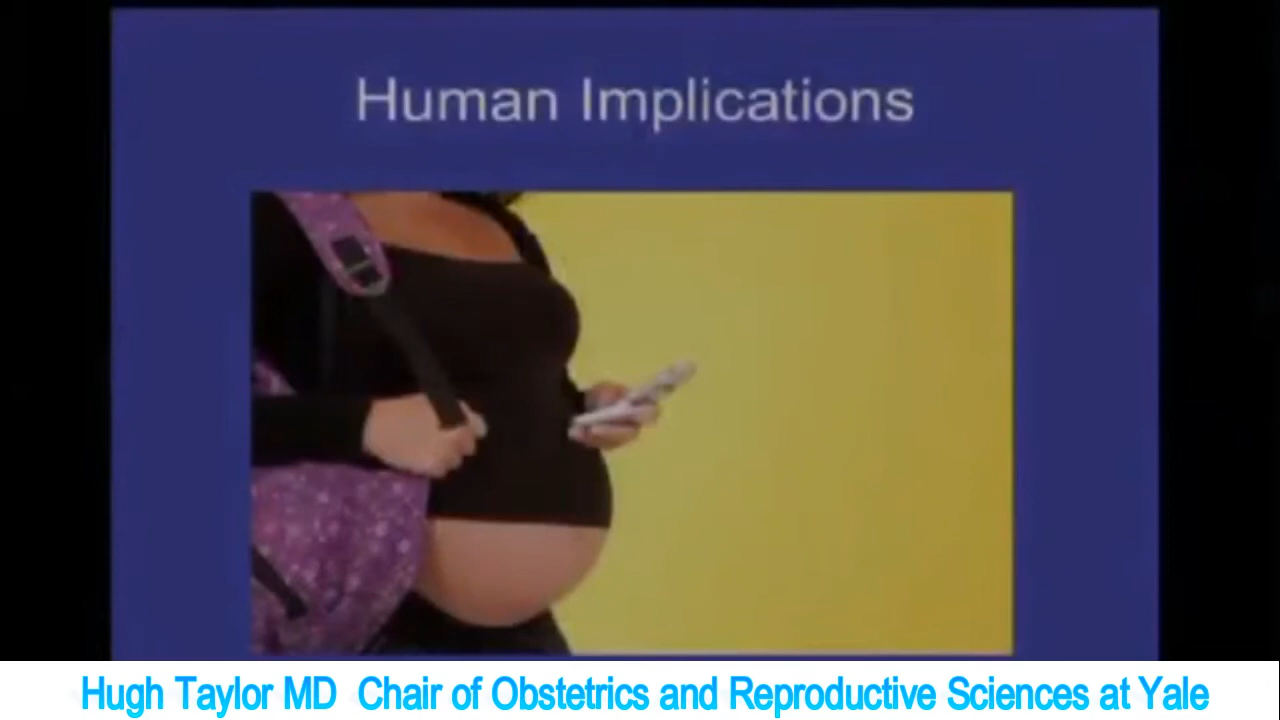 Human Implications
Hugh Taylor MD  Chair of Obstetrics and Reproductive Sciences at Yale